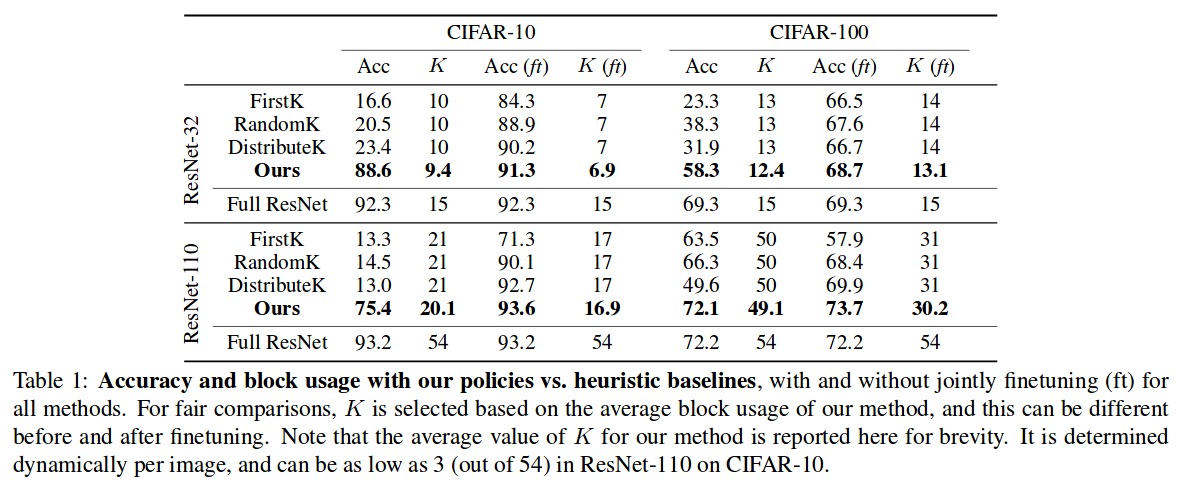 CIFAR-10 CIFAR-100
Acc K Acc (ft) K (ft) Acc K Acc (ft) K (ft)
ResNet-32
FirstK 16.6 10 84.3 7 23.3 13 66.5 14
RandomK 20.5 10 88.9 7 38.3 13 67.6 14
DistributeK 23.4 10 90.2 7 31.9 13 66.7 14
Ours 88.6 9.4 91.3 6.9 58.3 12.4 68.7 13.1
Full ResNet 92.3 15 92.3 15 69.3 15 69.3 15
ResNet-110
FirstK 13.3 21 71.3 17 63.5 50 57.9 31
RandomK 14.5 21 90.1 17 66.3 50 68.4 31
DistributeK 13.0 21 92.7 17 49.6 50 69.9 31
Ours 75.4 20.1 93.6 16.9 72.1 49.1 73.7 30.2
Full ResNet 93.2 54 93.2 54 72.2 54 72.2 54
Table 1: Accuracy and block usage with our policies vs. heuristic baselines, with and without jointly finetuning (ft) for
all methods. For fair comparisons, K is selected based on the average block usage of our method, and this can be different
before and after finetuning. Note that the average value of K for our method is reported here for brevity. It is determined
dynamically per image, and can be as low as 3 (out of 54) in ResNet-110 on CIFAR-10.